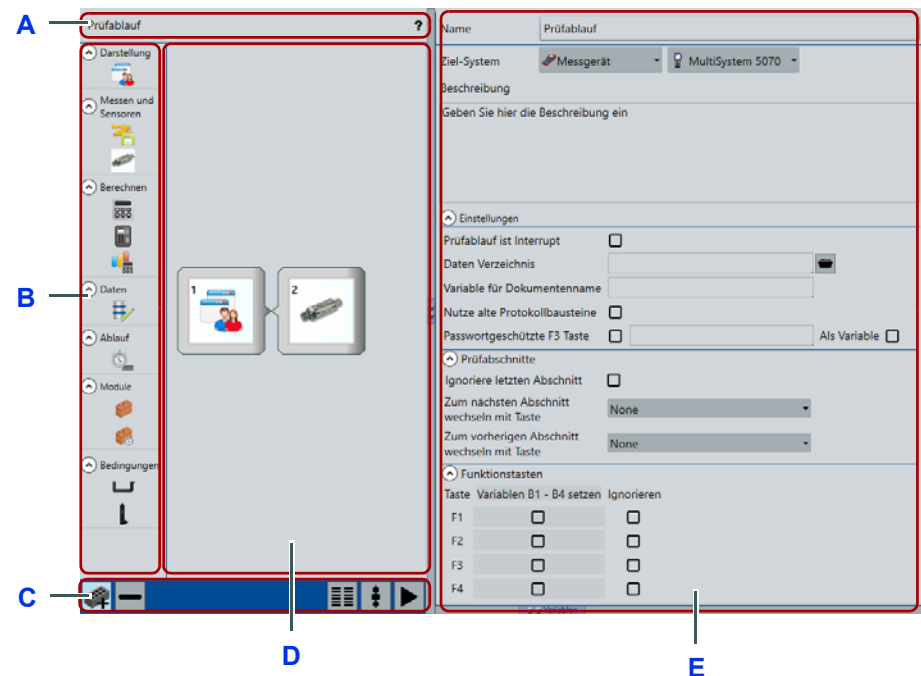 A
Prüfablauf ?
B
Darstellung
Messen und
Sensoren
Berechnen
Daten
Ablauf
Module
Bedingungen
1
2
C
D
Name Prüfablauf
Ziel-System Messgerät MultiSystem 5070
Beschreibung
Geben Sie hier die Beschreibung ein
Einstellungen
Prüfablauf ist Interrupt
Daten Verzeichnis
Variable für Dokumentenname
Nutze alte Protokollbausteine
Passwortgeschützte F3 Taste Als Variable
Prüfabschnitte
Ignoriere letzten Abschnitt
Zum nächsten Abschnitt
wechseln mit Taste None
Zum vorherigen Abschnitt
wechseln mit Taste None
Funktionstasten
Taste Variablen B1 - B4 setzen Ignorieren
F1
F2
F3
F4
Variablen
E